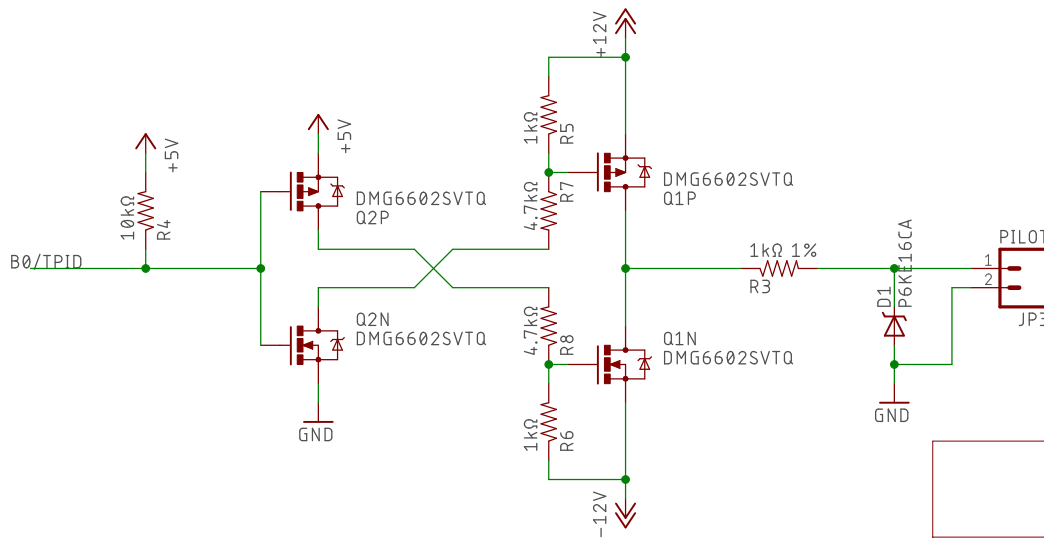 +12V
1kΩ
R5
+5V
+5V
10kΩ
R4
DMG6602SVTQ
Q2P
DMG6602SVTQ
Q1P
4.7kΩ
R7
B0/TPID
1kΩ 1%
R3
D1
P6KE16CA
PILOT
1
2
JP3
Q2N
DMG6602SVTQ
4.7kΩ
R8
Q1N
DMG6602SVTQ
GND
GND
1kΩ
R6
-12V